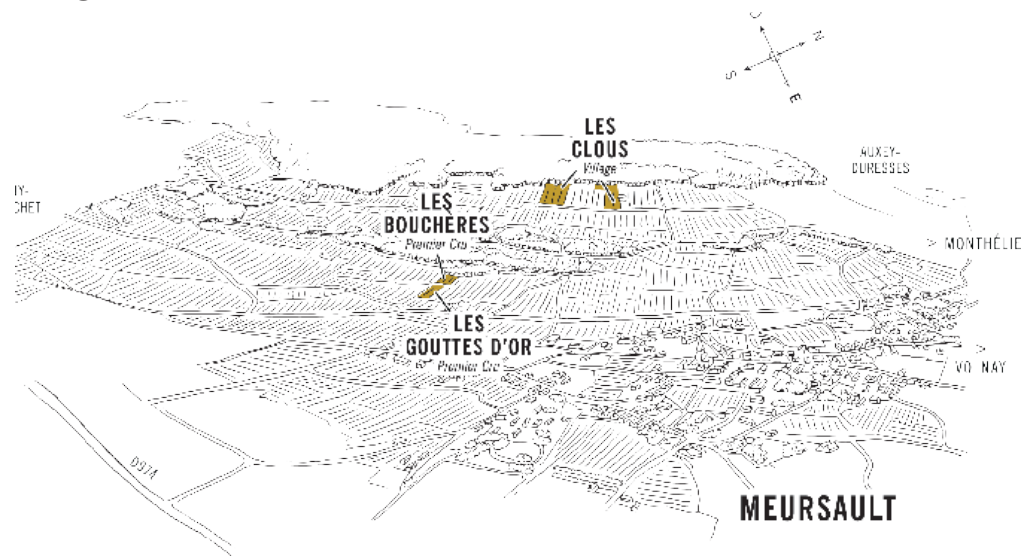 N
S
E
LES
CLOUS
Village
AUXEY-
DURESSES
LES
BOUCHÈRES
Premier Cru
MONTHÉLIE
LES
GOUTTES D'OR
Premier Cru
VOLNAY
D974
MEURSAULT